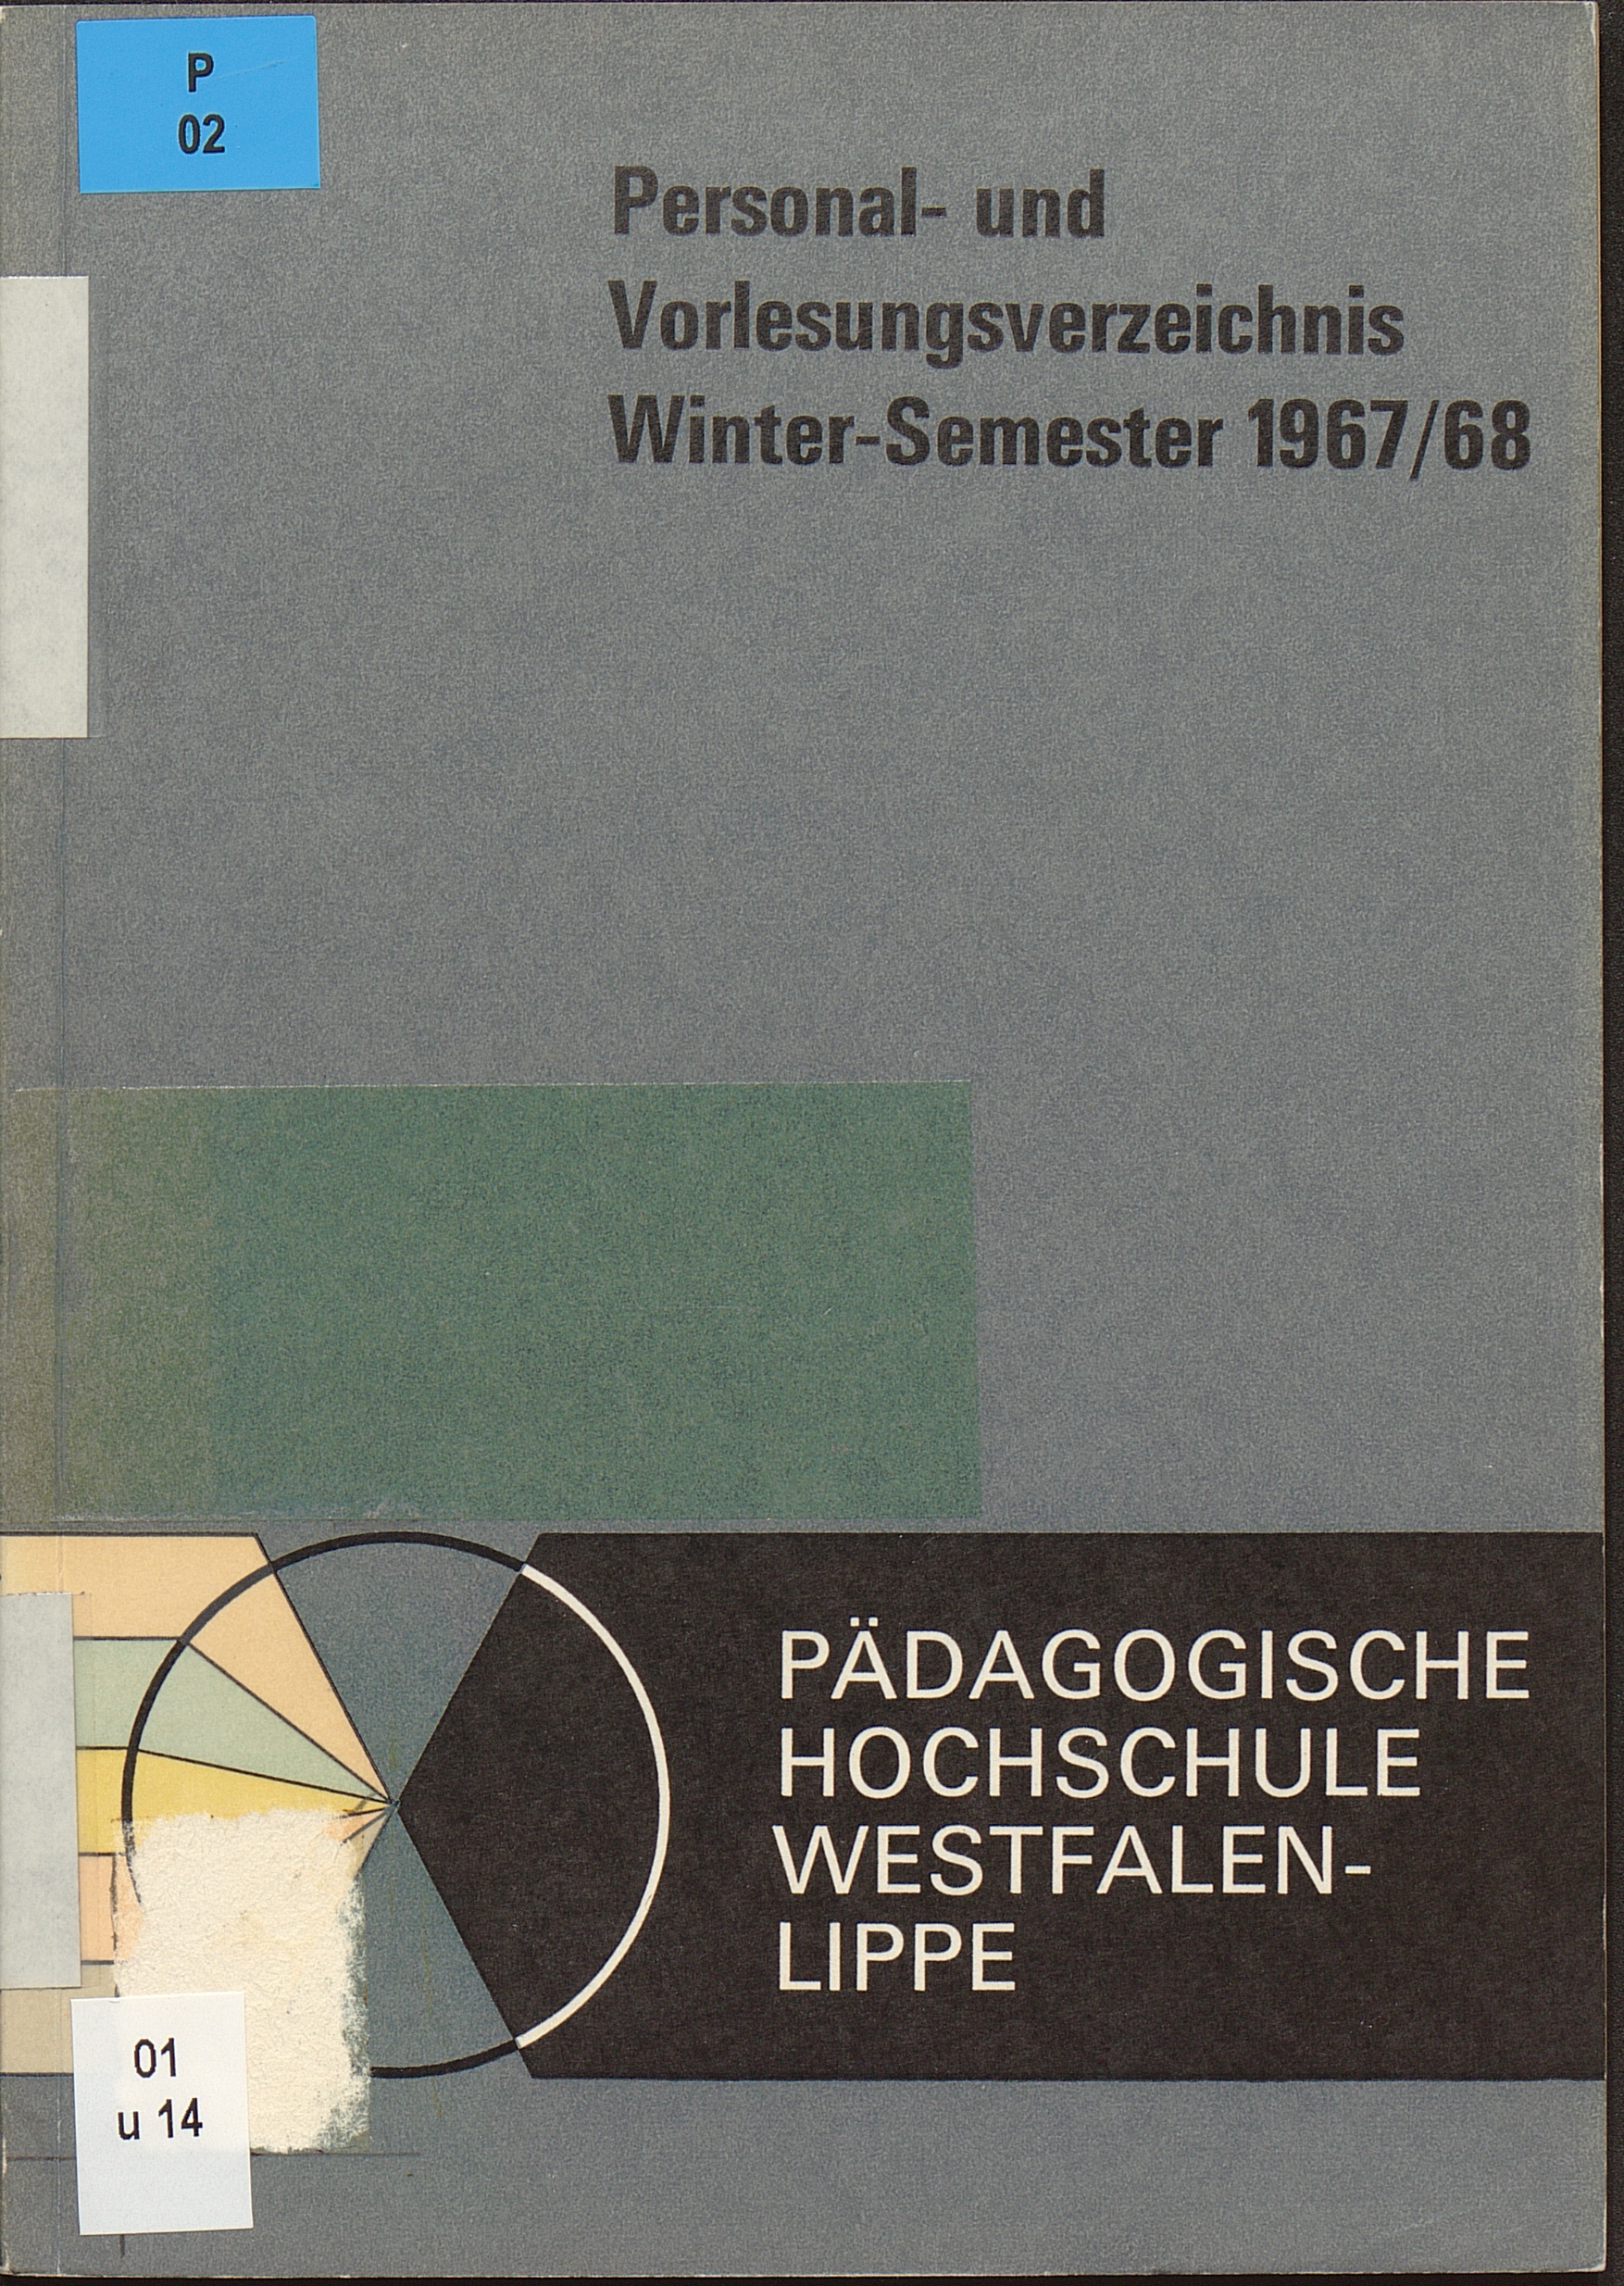 P
02
Personal- und
Vorlesungsverzeichnis
Winter-Semester 1967/68
PÄDAGOGISCHE
HOCHSCHULE
WESTFALEN-
LIPPE
01
u 14